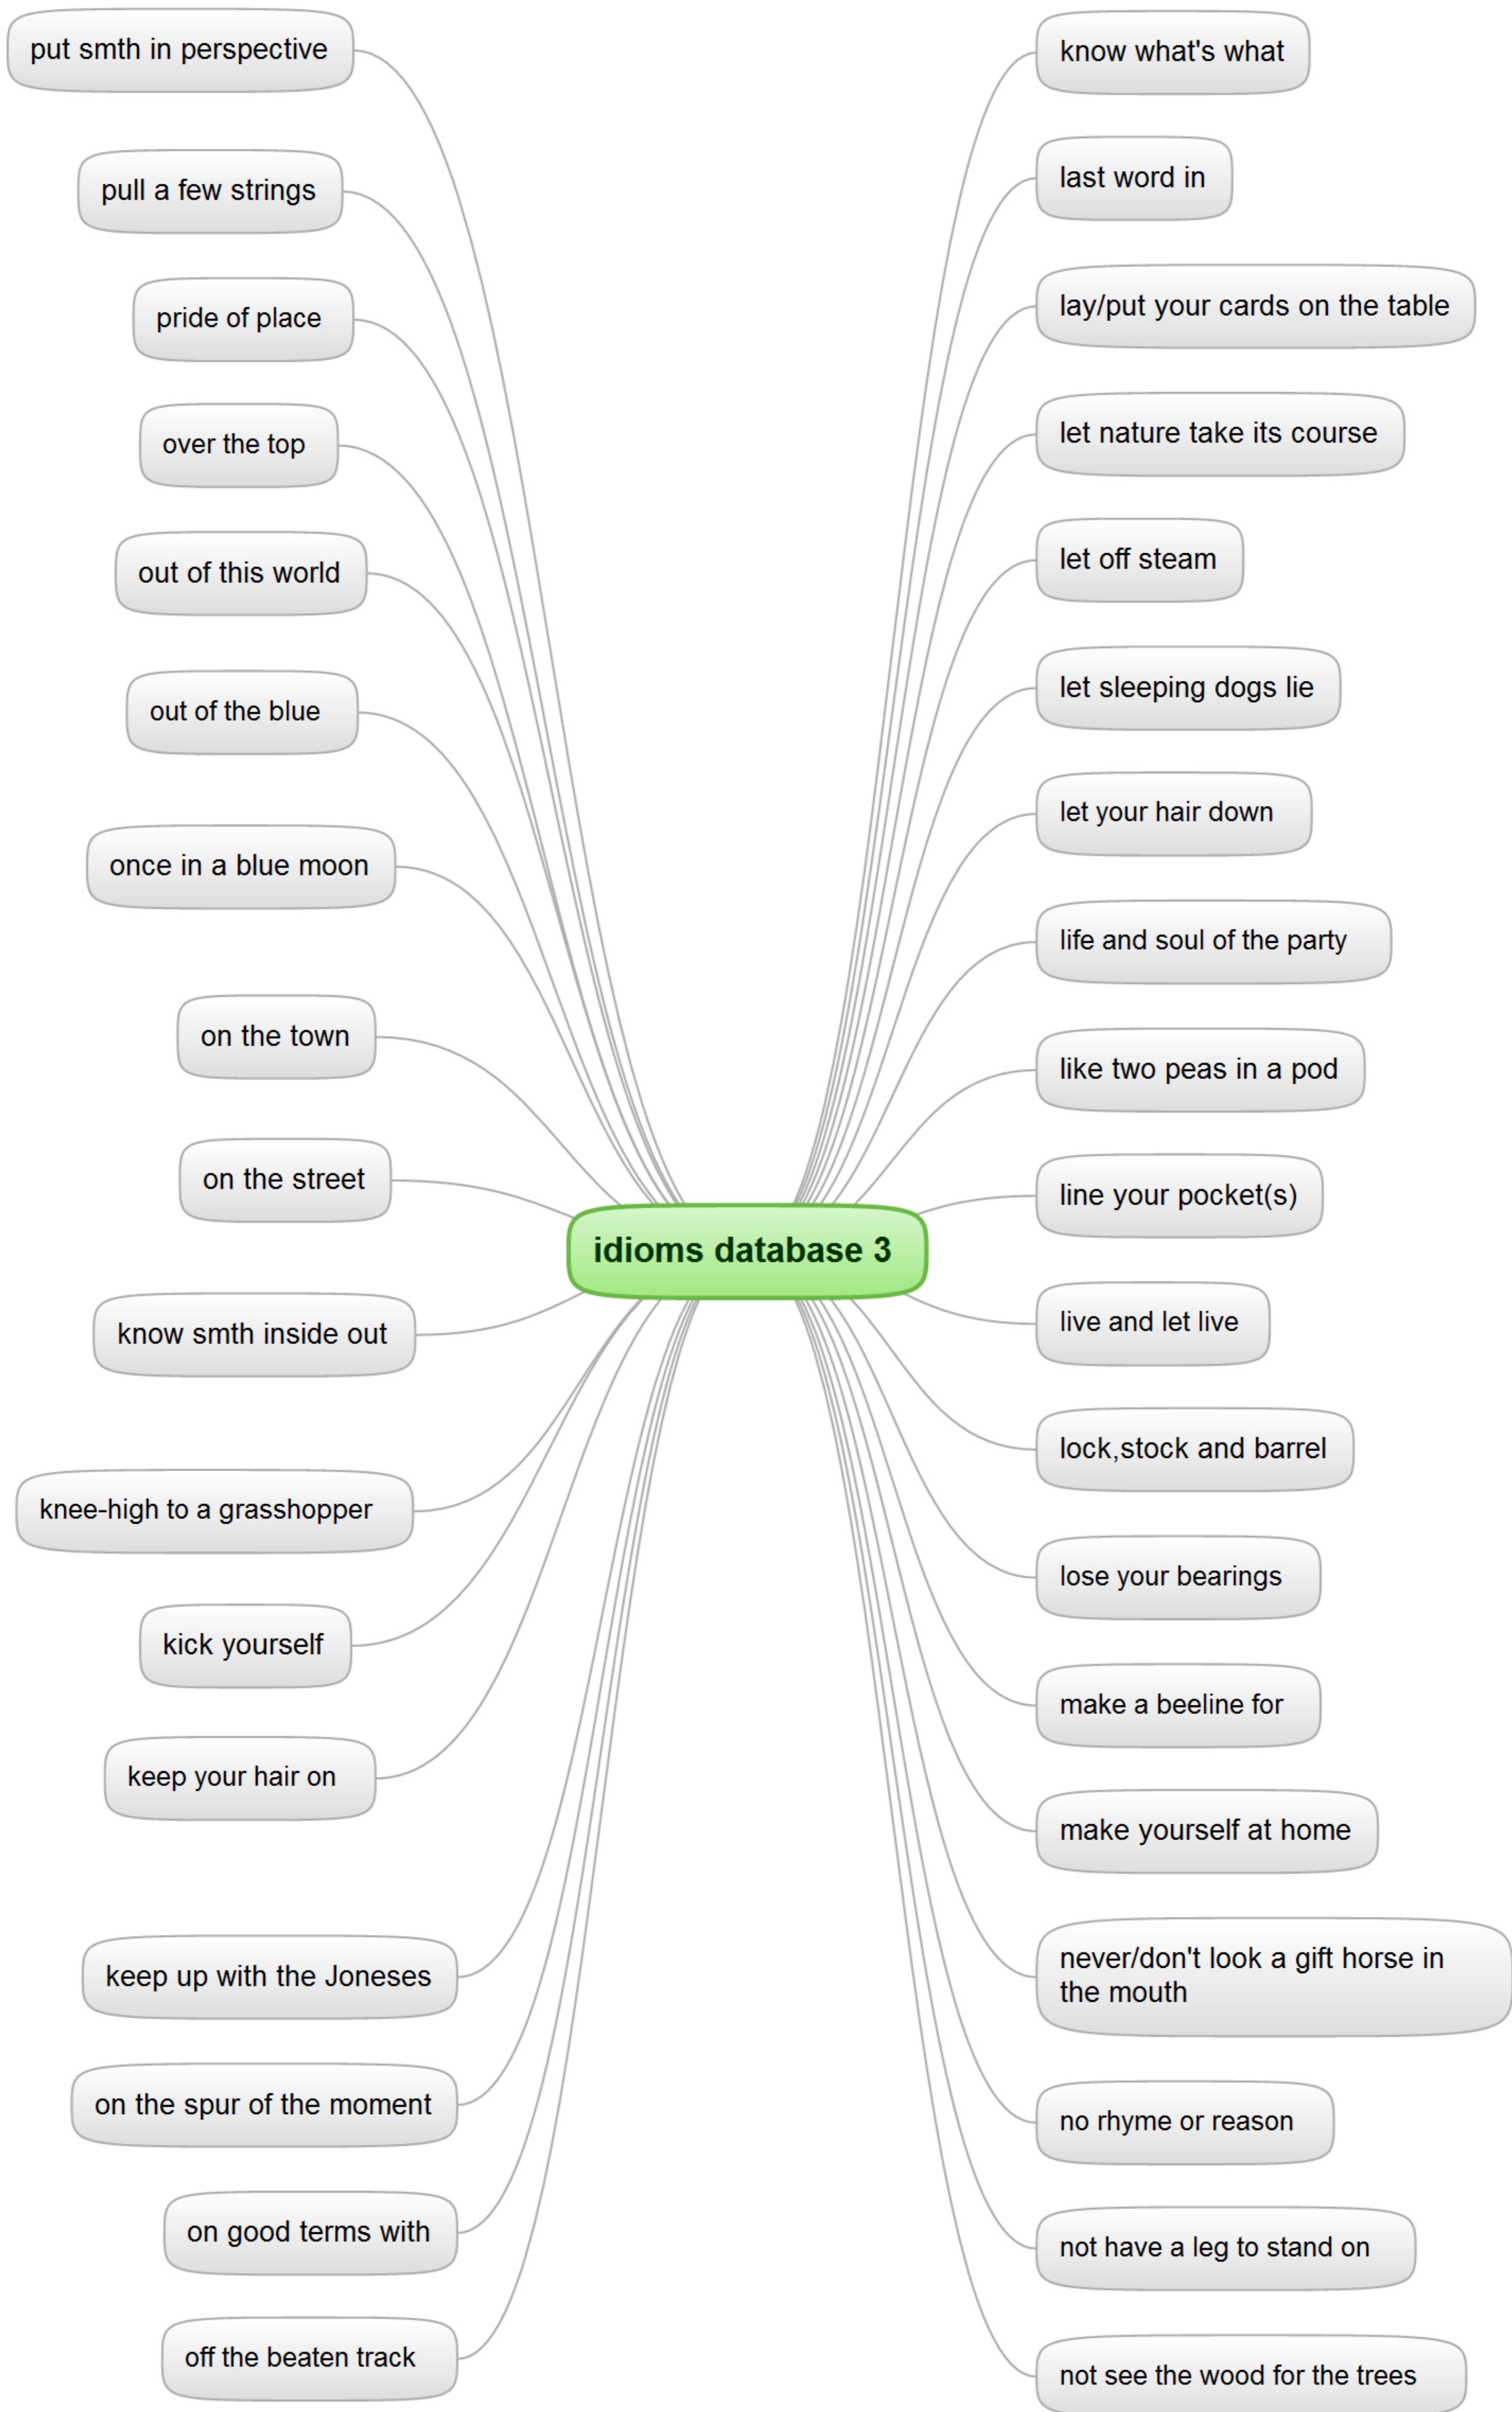 put smth in perspective
pull a few strings
pride of place
over the top
out of this world
out of the blue
once in a blue moon
on the town
on the street
know smth inside out
knee-high to a grasshopper
kick yourself
keep your hair on
keep up with the Joneses
on the spur of the moment
on good terms with
off the beaten track
idioms database 3
know what's what
last word in
lay/put your cards on the table
let nature take its course
let off steam
let sleeping dogs lie
let your hair down
life and soul of the party
like two peas in a pod
line your pocket(s)
live and let live
lock,stock and barrel
lose your bearings
make a beeline for
make yourself at home
never/don't look a gift horse in
the mouth
no rhyme or reason
not have a leg to stand on
not see the wood for the trees